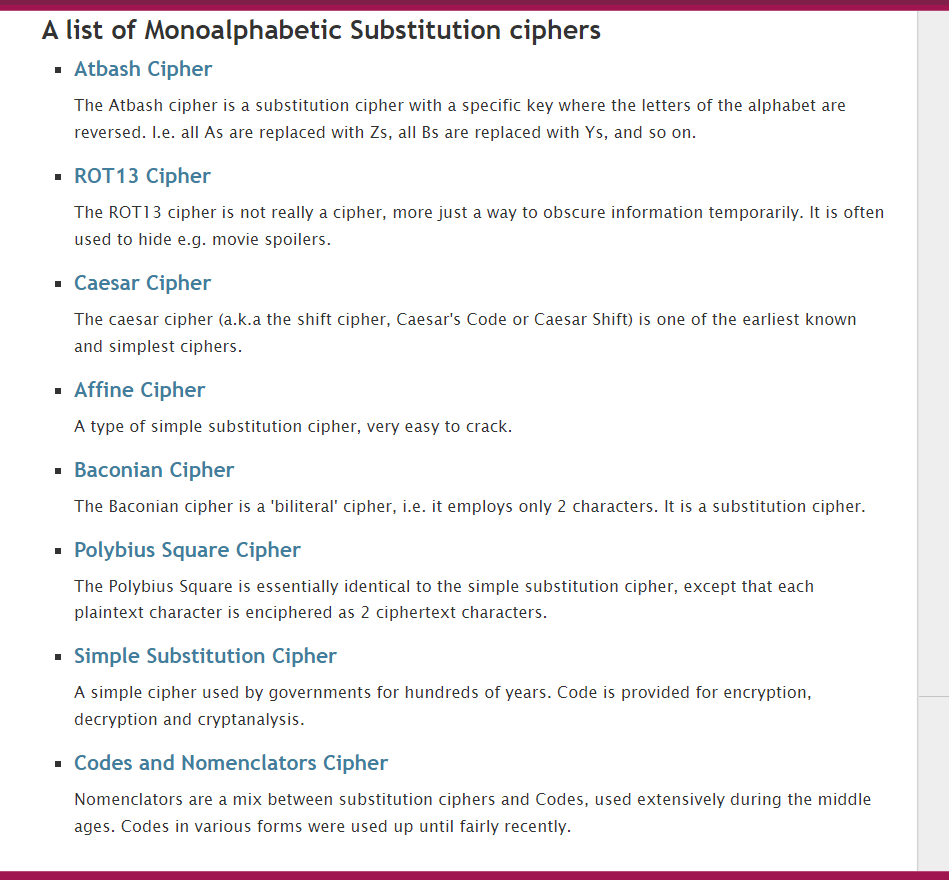 A list of Monoalphabetic Substitution ciphers
Atbash Cipher
The Atbash cipher is a substitution cipher with a specific key where the letters of the alphabet are
reversed. I.e. all As are replaced with Zs, all Bs are replaced with Ys, and so on.
ROT13 Cipher
The ROT13 cipher is not really a cipher, more just a way to obscure information temporarily. It is often
used to hide e.g. movie spoilers.
Caesar Cipher
The caesar cipher (a.k.a the shift cipher, Caesar's Code or Caesar Shift) is one of the earliest known
and simplest ciphers.
Affine Cipher
A type of simple substitution cipher, very easy to crack.
Baconian Cipher
The Baconian cipher is a 'biliteral' cipher, i.e. it employs only 2 characters. It is a substitution cipher.
Polybius Square Cipher
The Polybius Square is essentially identical to the simple substitution cipher, except that each
plaintext character is enciphered as 2 ciphertext characters.
Simple Substitution Cipher
A simple cipher used by governments for hundreds of years. Code is provided for encryption,
decryption and cryptanalysis.
Codes and Nomenclators Cipher
Nomenclators are a mix between substitution ciphers and Codes, used extensively during the middle
ages. Codes in various forms were used up until fairly recently.